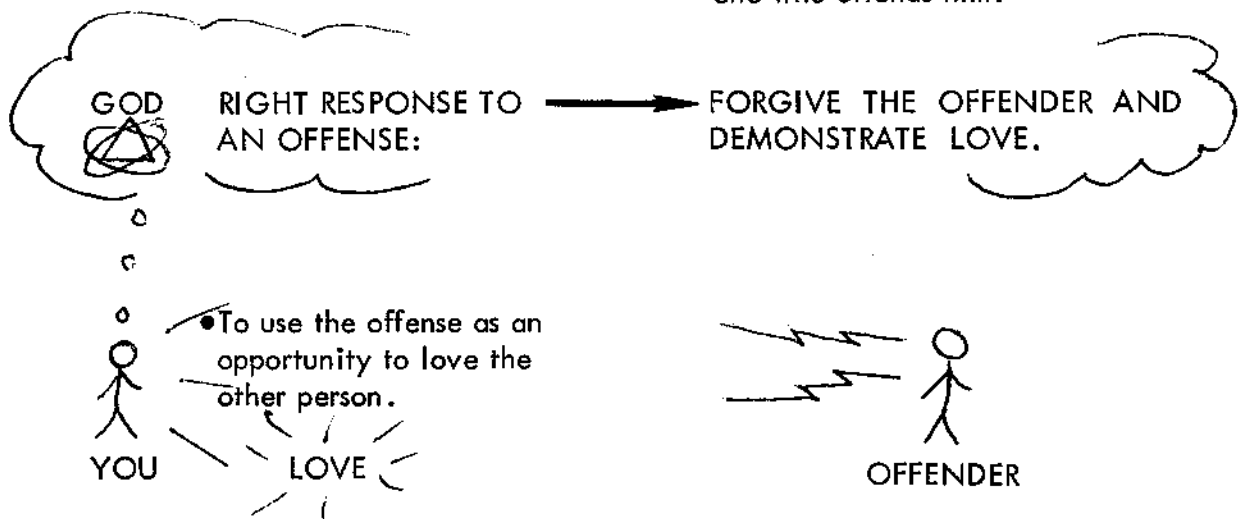 GOD RIGHT RESPONSE TO FORGIVE THE OFFENDER AND
AN OFFENSE: DEMONSTRATE LOVE.
●To use the offense as an
opportunity to love the
other person.
YOU LOVE OFFENDER